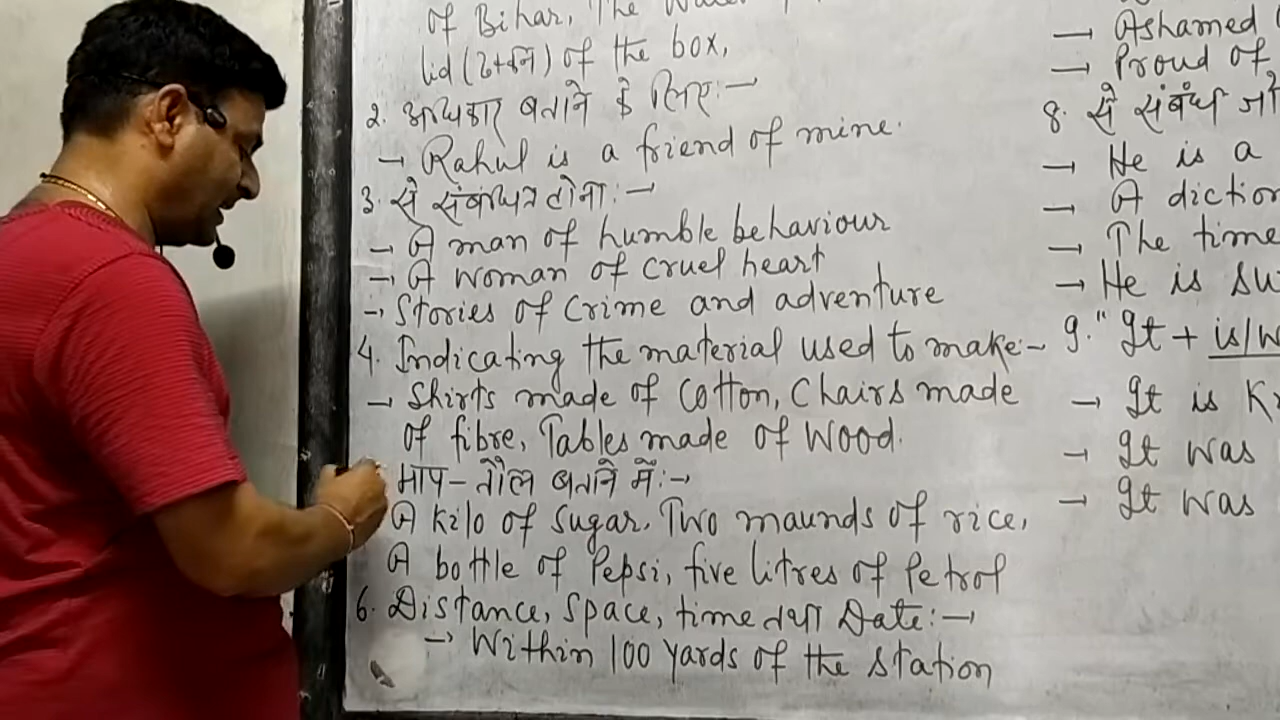 of Bihar, The Water
lid (ढक्कन) of the box,
2. अधिकार बताने के लिए:→
→ Rahul is a friend of mine.
3. से संबंधित होना:→
→ A man of humble behaviour
→ A woman of cruel heart
→ Stories of crime and adventure
4. Indicating the material used to make:-
→ Shirts made of Cotton, Chairs made
of fibre, Tables made of Wood.
माप-तौल बताने में:→
A Kilo of Sugar. Two maunds of rice,
A bottle of Pepsi, five litres of Petrol
6. Distance, space, time तथा Date:→
→ Within 100 yards of the station
→ Ashamed
→ Proud of
8. से संबंध
→ He is a
→ A
→ The time
→ He is
9. " It + is/
→ It is
→ It was
→ It was